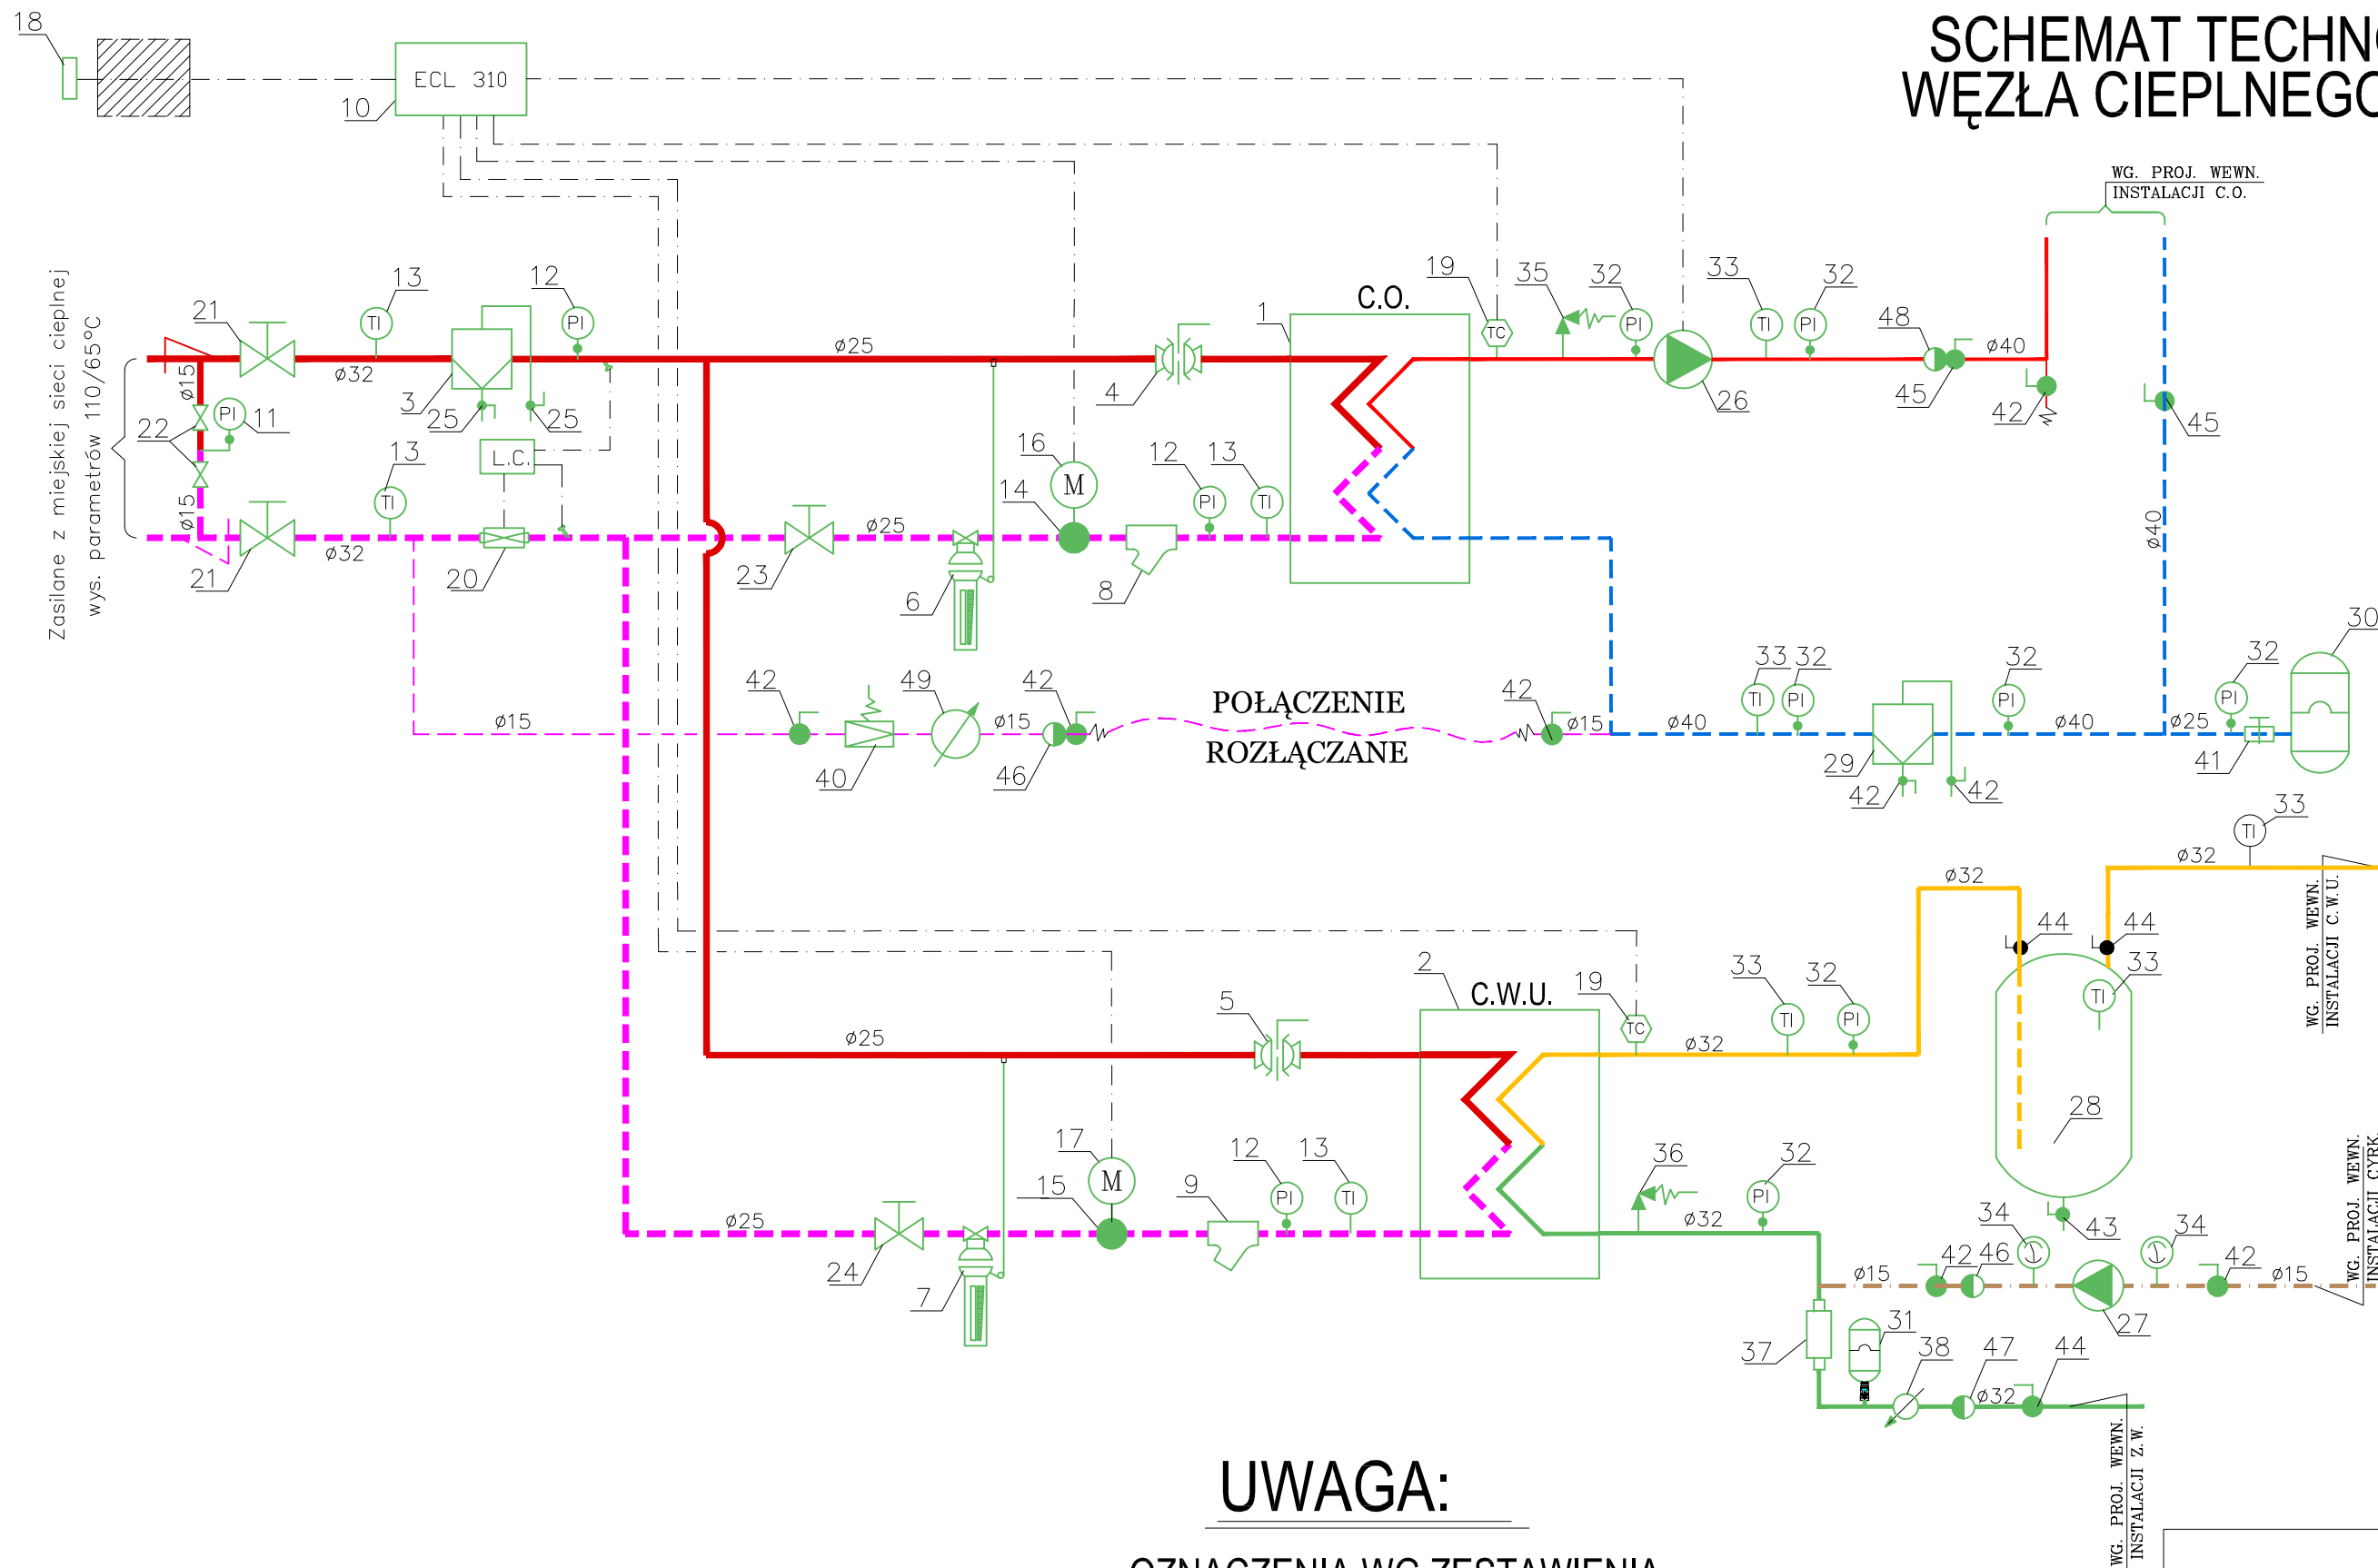 SCHEMAT TECHN
WĘZŁA CIEPLNEGO
18
10
ECL 310
WG. PROJ. WEWN.
INSTALACJI C.O.
Zasilane z miejskiej sieci cieplnej
wys. parametrów 110/65°C
21
13
TI
12
PI
ø15
ø32
3
25
25
22
PI
11
L.C.
ø15
21
13
TI
ø32
20
ø25
4
1
C.O.
19
TC
35
32
PI
26
33
TI
32
PI
48
45
ø40
42
45
ø40
23
ø25
6
16
M
14
8
12
PI
13
TI
ø15
42
40
49
ø15
42
46
POŁĄCZENIE
ROZŁĄCZANE
42
ø15
ø40
33
TI
32
PI
29
42
42
32
PI
ø40
ø25
32
PI
41
30
33
TI
ø32
ø32
WG. PROJ. WEWN.
INSTALACJI C.W.U.
44
44
33
TI
28
43
ø25
5
2
C.W.U.
19
TC
ø32
33
TI
32
PI
ø25
24
7
17
M
15
9
12
PI
13
TI
36
ø32
32
PI
ø15
42
46
34
34
42
27
ø15
WG. PROJ. WEWN.
INSTALACJI CYRK.
37
31
38
47
ø32
44
WG. PROJ. WEWN.
INSTALACJI Z.W.
UWAGA:
OZNACZENIA WG ZESTAWIENIA